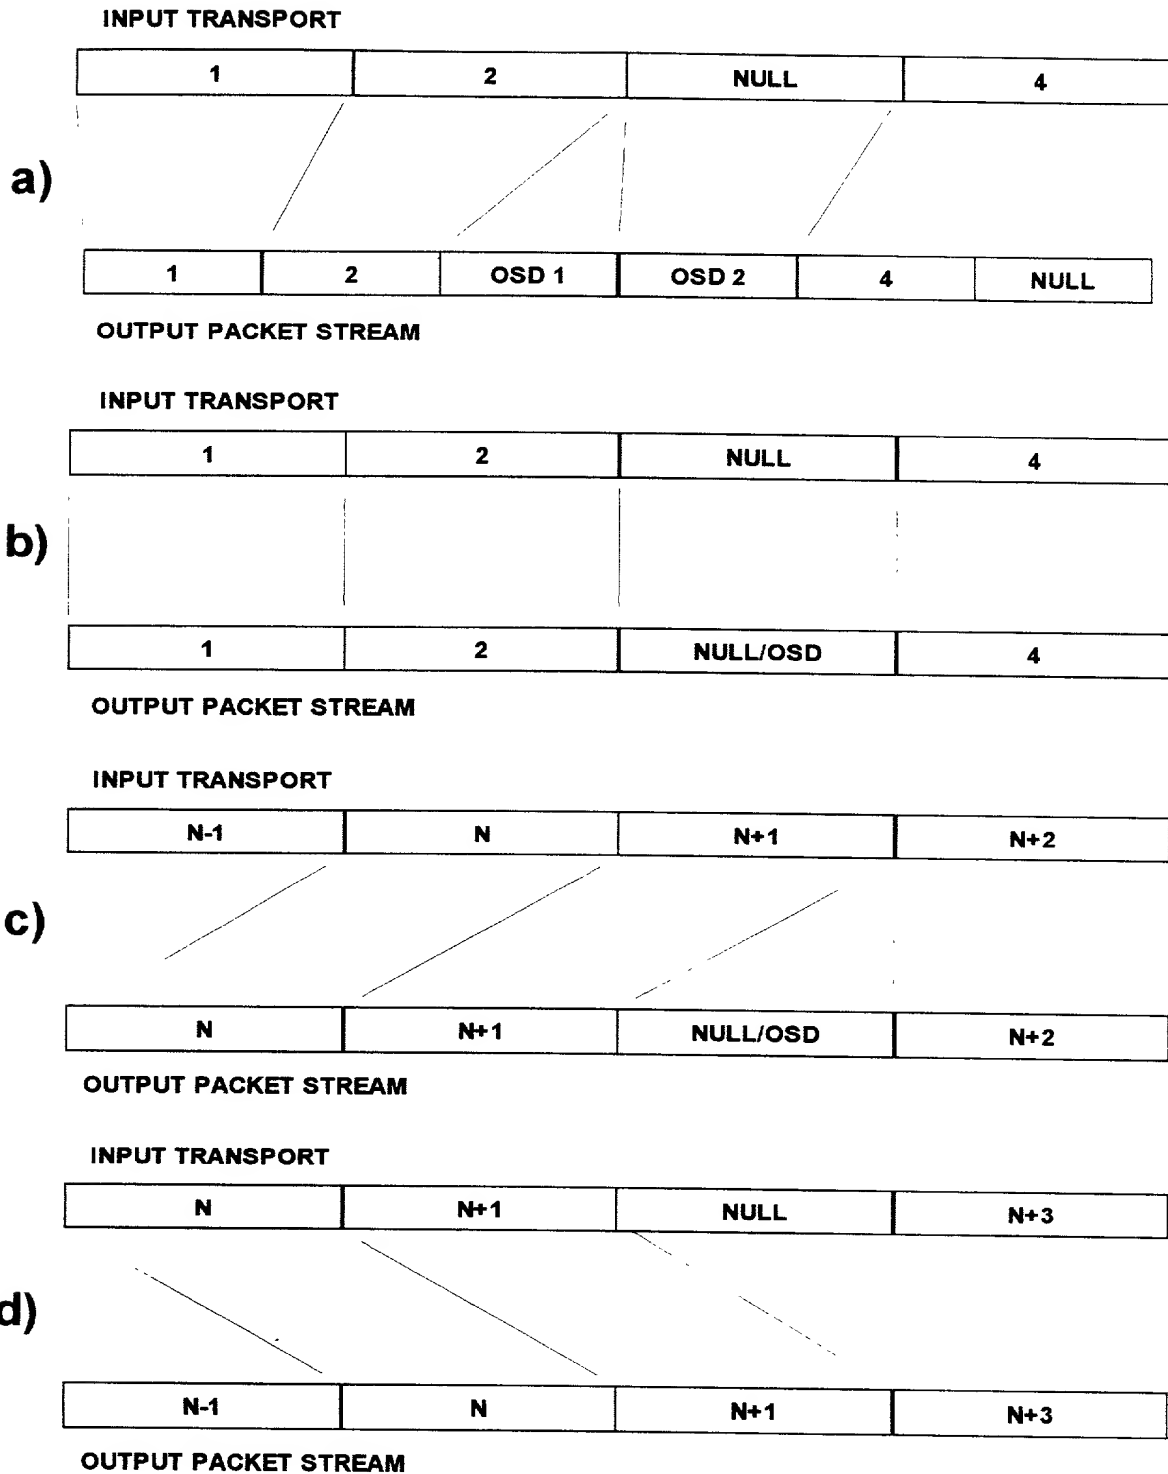 INPUT TRANSPORT
1 2 NULL 4
a)
1 2 OSD 1 OSD 2 4 NULL
OUTPUT PACKET STREAM
INPUT TRANSPORT
1 2 NULL 4
b)
1 2 NULL/OSD 4
OUTPUT PACKET STREAM
INPUT TRANSPORT
N-1 N N+1 N+2
c)
N N+1 NULL/OSD N+2
OUTPUT PACKET STREAM
INPUT TRANSPORT
N N+1 NULL N+3
d)
N-1 N N+1 N+3
OUTPUT PACKET STREAM